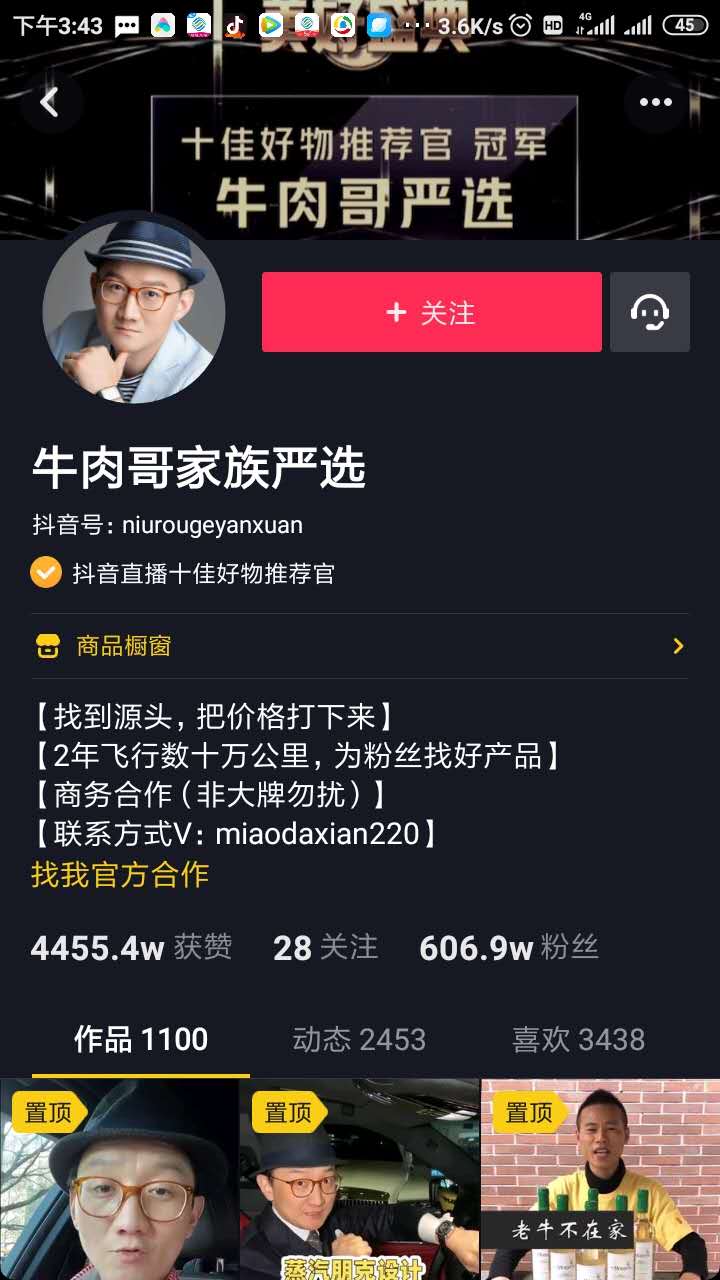 下午3:43
3.6K/s
HD
4G
45
美好盛典
十佳好物推荐官 冠军
牛肉哥严选
+ 关注
牛肉哥家族严选
抖音号: niurougeyanxuan
抖音直播十佳好物推荐官
商品橱窗
【找到源头, 把价格打下来】
【2年飞行数十万公里, 为粉丝找好产品】
【商务合作 (非大牌勿扰) 】
【联系方式V: miaodaxian220】
找我官方合作
4455.4w 获赞 28 关注 606.9w 粉丝
作品 1100 动态 2453 喜欢 3438
置顶 置顶 置顶
老牛不在家
蒸汽朋克设计